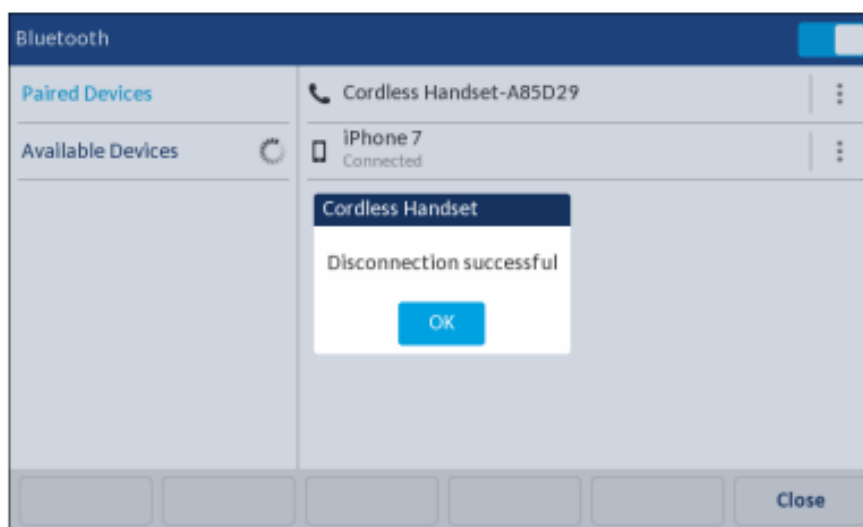 Bluetooth
Paired Devices
Available Devices
Cordless Handset-A85D29
iPhone 7
Connected
Cordless Handset
Disconnection successful
OK
Close